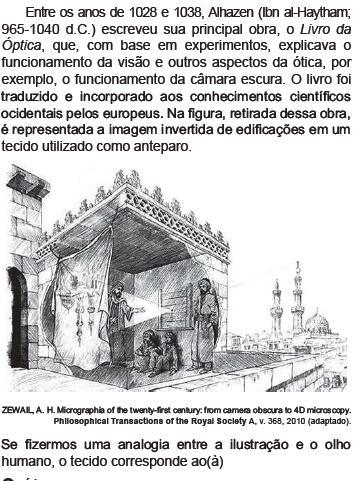 Entre os anos de 1028 e 1038, Alhazen (Ibn al-Haytham;
965-1040 d.C.) escreveu sua principal obra, o Livro da
Óptica, que, com base em experimentos, explicava o
funcionamento da visão e outros aspectos da ótica, por
exemplo, o funcionamento da câmara escura. O livro foi
traduzido e incorporado aos conhecimentos científicos
ocidentais pelos europeus. Na figura, retirada dessa obra,
é representada a imagem invertida de edificações em um
tecido utilizado como anteparo.
ZEWAIL, A. H. Micrographia of the twenty-first century: from camera obscura to 4D microscopy.
Philosophical Transactions of the Royal Society A, v. 368, 2010 (adaptado).
Se fizermos uma analogia entre a ilustração e o olho
humano, o tecido corresponde ao(à)